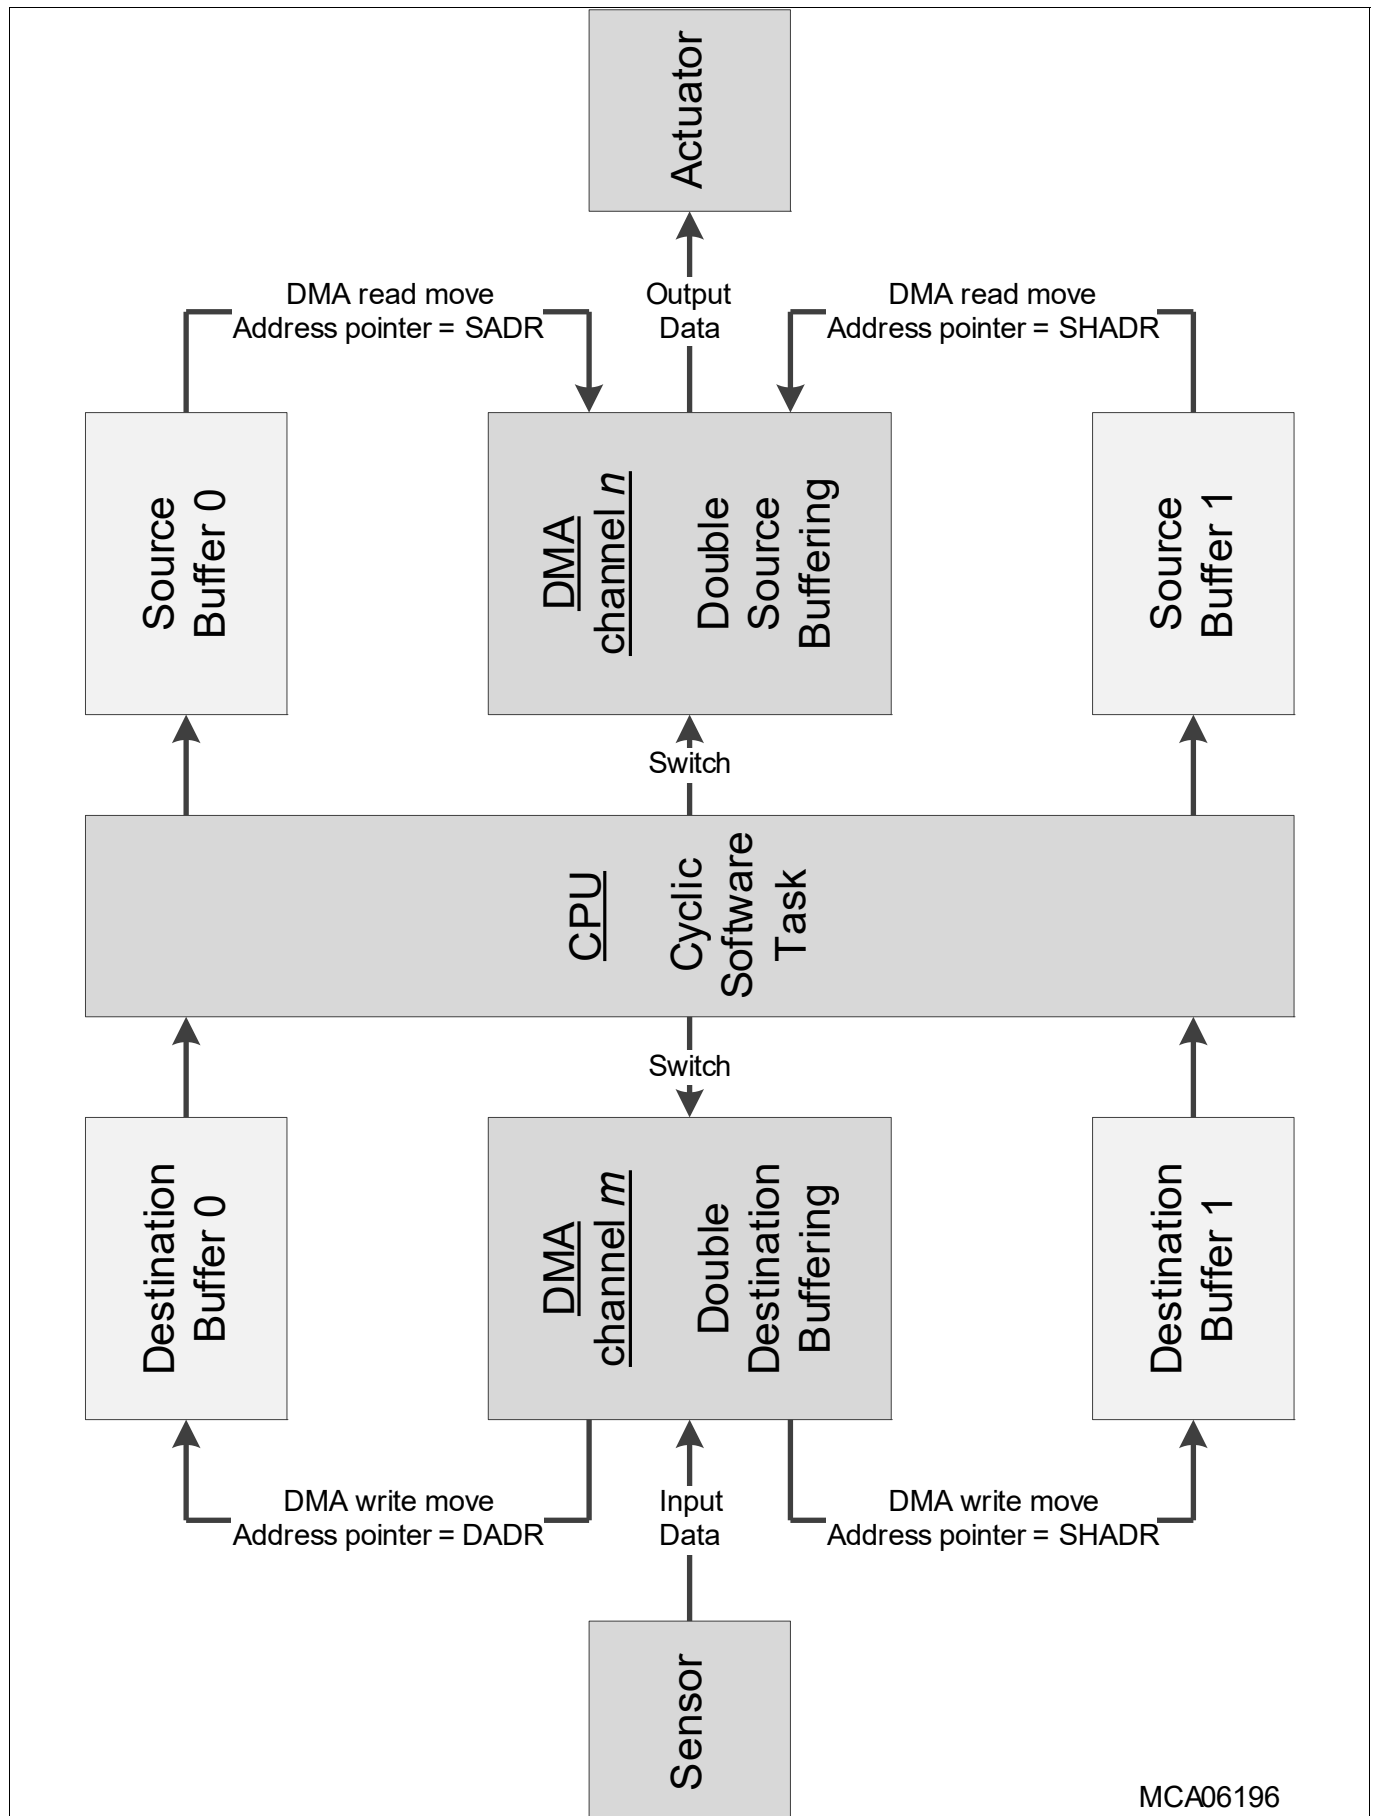 Actuator
DMA read move
Address pointer = SADR
Output
Data
DMA read move
Address pointer = SHADR
Source
Buffer 0
DMA
channel n
Double
Source
Buffering
Source
Buffer 1
Switch
CPU
Cyclic
Software
Task
Switch
Destination
Buffer 0
DMA
channel m
Double
Destination
Buffering
Destination
Buffer 1
DMA write move
Address pointer = DADR
Input
Data
DMA write move
Address pointer = SHADR
Sensor
MCA06196